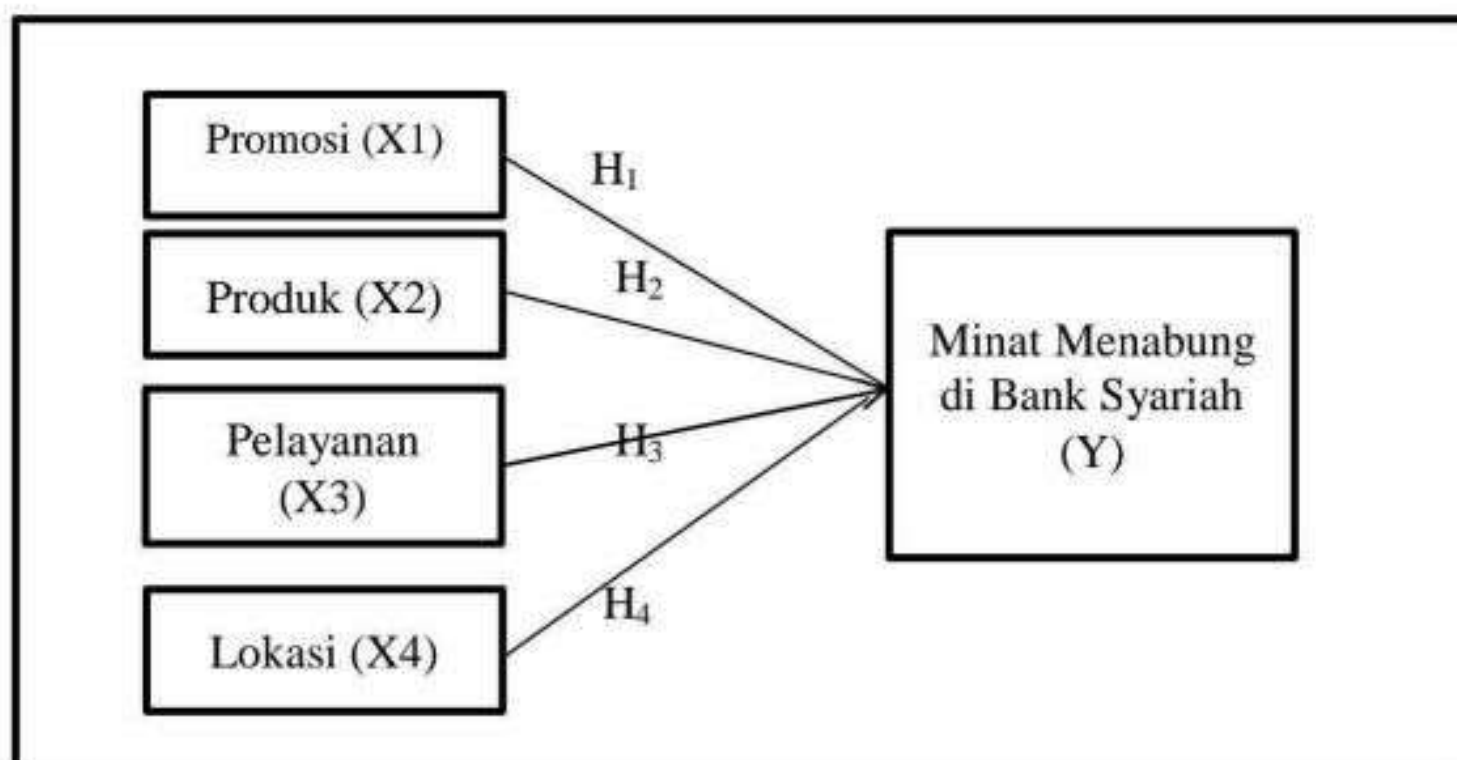 Promosi (X1)
H₁
Produk (X2)
H₂
Pelayanan
(X3)
H₃
Lokasi (X4)
H₄
Minat Menabung
di Bank Syariah
(Y)